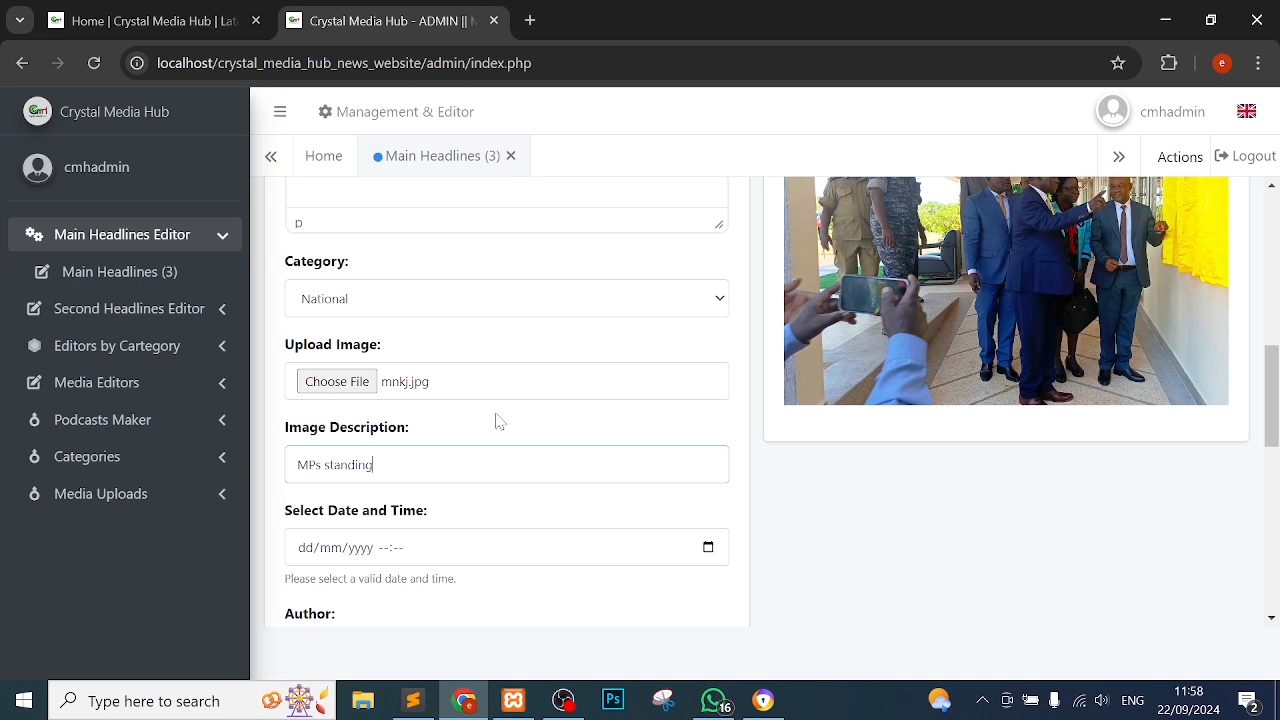 Home | Crystal Media Hub | Lat
Crystal Media Hub - ADMIN || M
localhost/crystal_media_hub_news_website/admin/index.php
e
Crystal Media Hub
Management & Editor
cmhadmin
cmhadmin
Home
Main Headlines (3)
Actions
Logout
Main Headlines Editor
Main Headlines (3)
Second Headlines Editor
Editors by Cartegory
Media Editors
Podcasts Maker
Categories
Media Uploads
p
Category:
National
Upload Image:
Choose File mnkj.jpg
Image Description:
MPs standing
Select Date and Time:
dd/mm/yyyy --:--
Please select a valid date and time.
Author:
Type here to search
Ps
16
ENG
11:58
22/09/2024
2